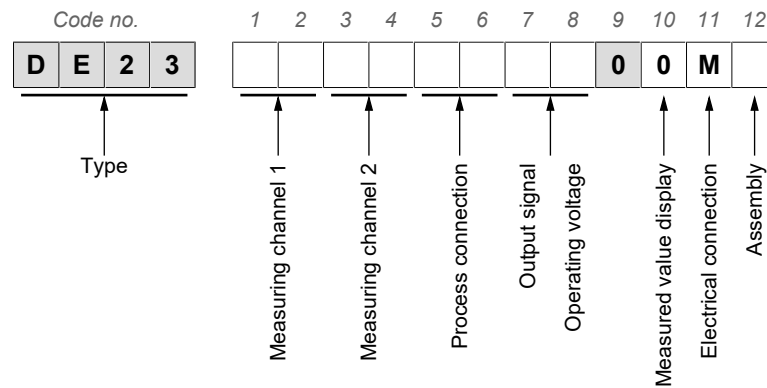 Code no. 1 2 3 4 5 6 7 8 9 10 11 12
D E 2 3 0 0 M
Type
Measuring channel 1
Measuring channel 2
Process connection
Output signal
Operating voltage
Measured value display
Electrical connection
Assembly